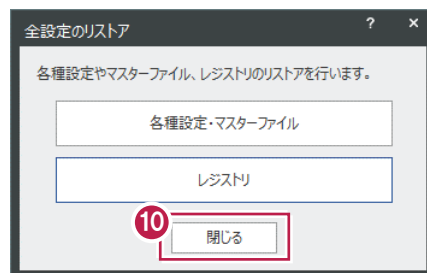 全設定のリストア ? ×
各種設定やマスターファイル、レジストリのリストアを行います。
各種設定・マスターファイル
レジストリ
10
閉じる